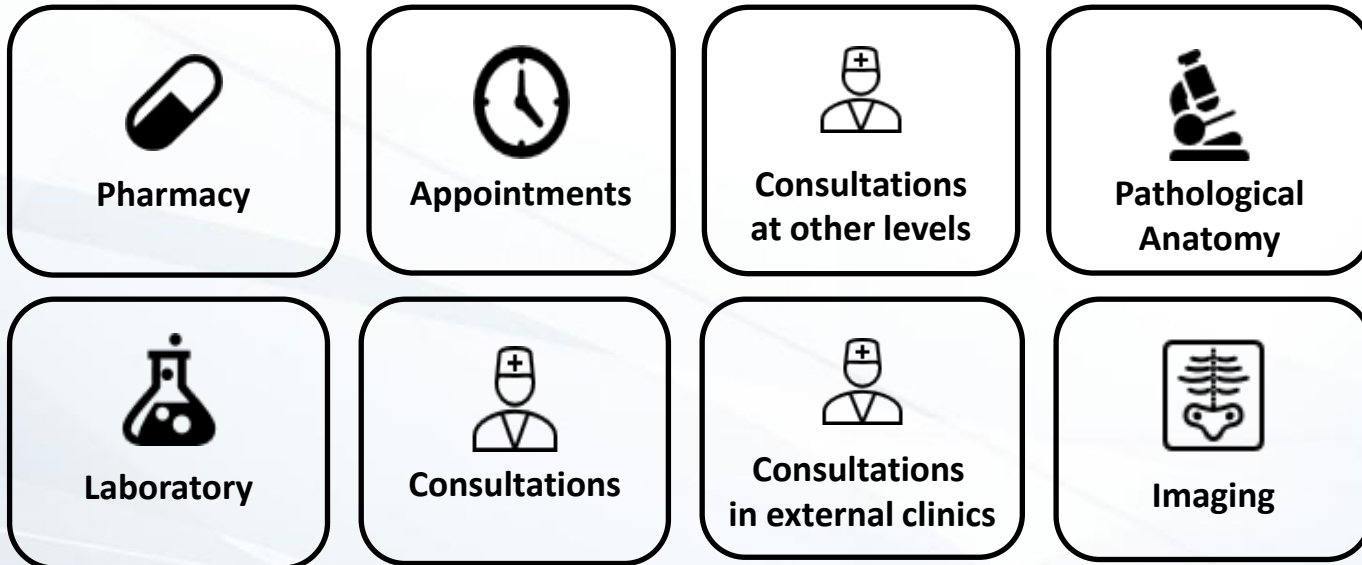 Pharmacy
Appointments
Consultations
at other levels
Pathological
Anatomy
Laboratory
Consultations
Consultations
in external clinics
Imaging